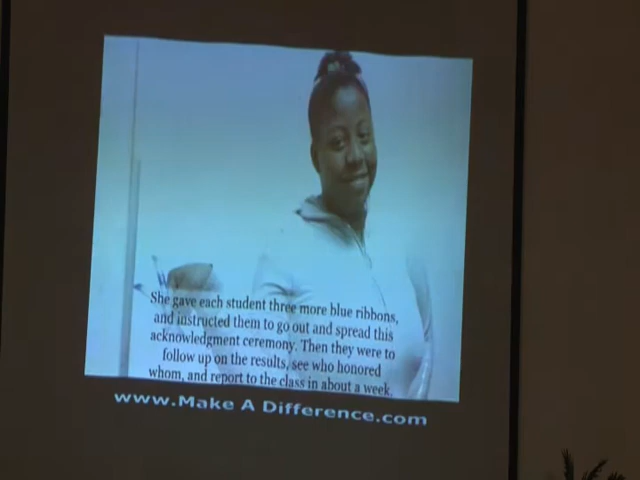 She gave each student three more blue ribbons,
and instructed them to go out and spread this
acknowledgment ceremony. Then they were to
follow up on the results, see who honored
whom, and report to the class in about a week.
www.Make A Difference.com